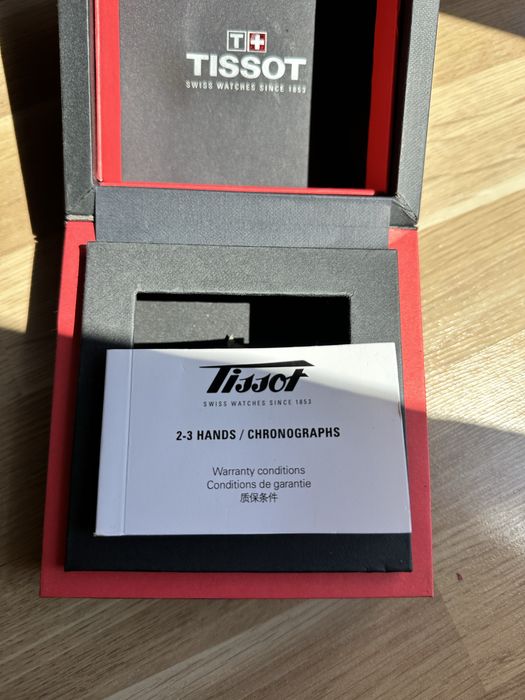 T+
TISSOT
SWISS WATCHES SINCE 1853
Tissot
SWISS WATCHES SINCE 1853
2-3 HANDS / CHRONOGRAPHS
Warranty conditions
Conditions de garantie
质保条件